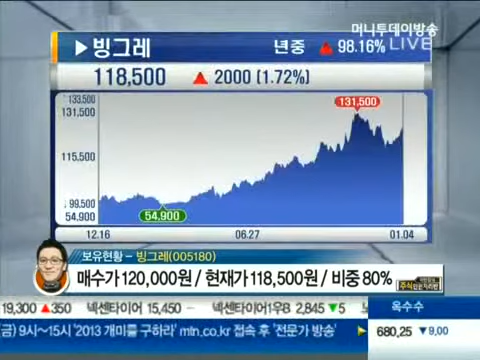 머니투데이방송
LIVE
▶빙그레 년중 ▲ 98.16%
118,500 ▲ 2000 (1.72%)
133,500
131,500
115,500
99,500
54,900
131,500
54,900
12.16 06.27 01.04
보유현황 - 빙그레(005180)
매수가 120,000원 / 현재가 118,500원 / 비중 80%
19,300 ▲350 넥센타이어 15,450 - 넥센타이어1우B 2,845 ▼5
옥수수
(금) 9시~15시 '2013 개미를 구하라' mtn.co.kr 접속 후 '전문가 방송'
680,25 ▼9,00